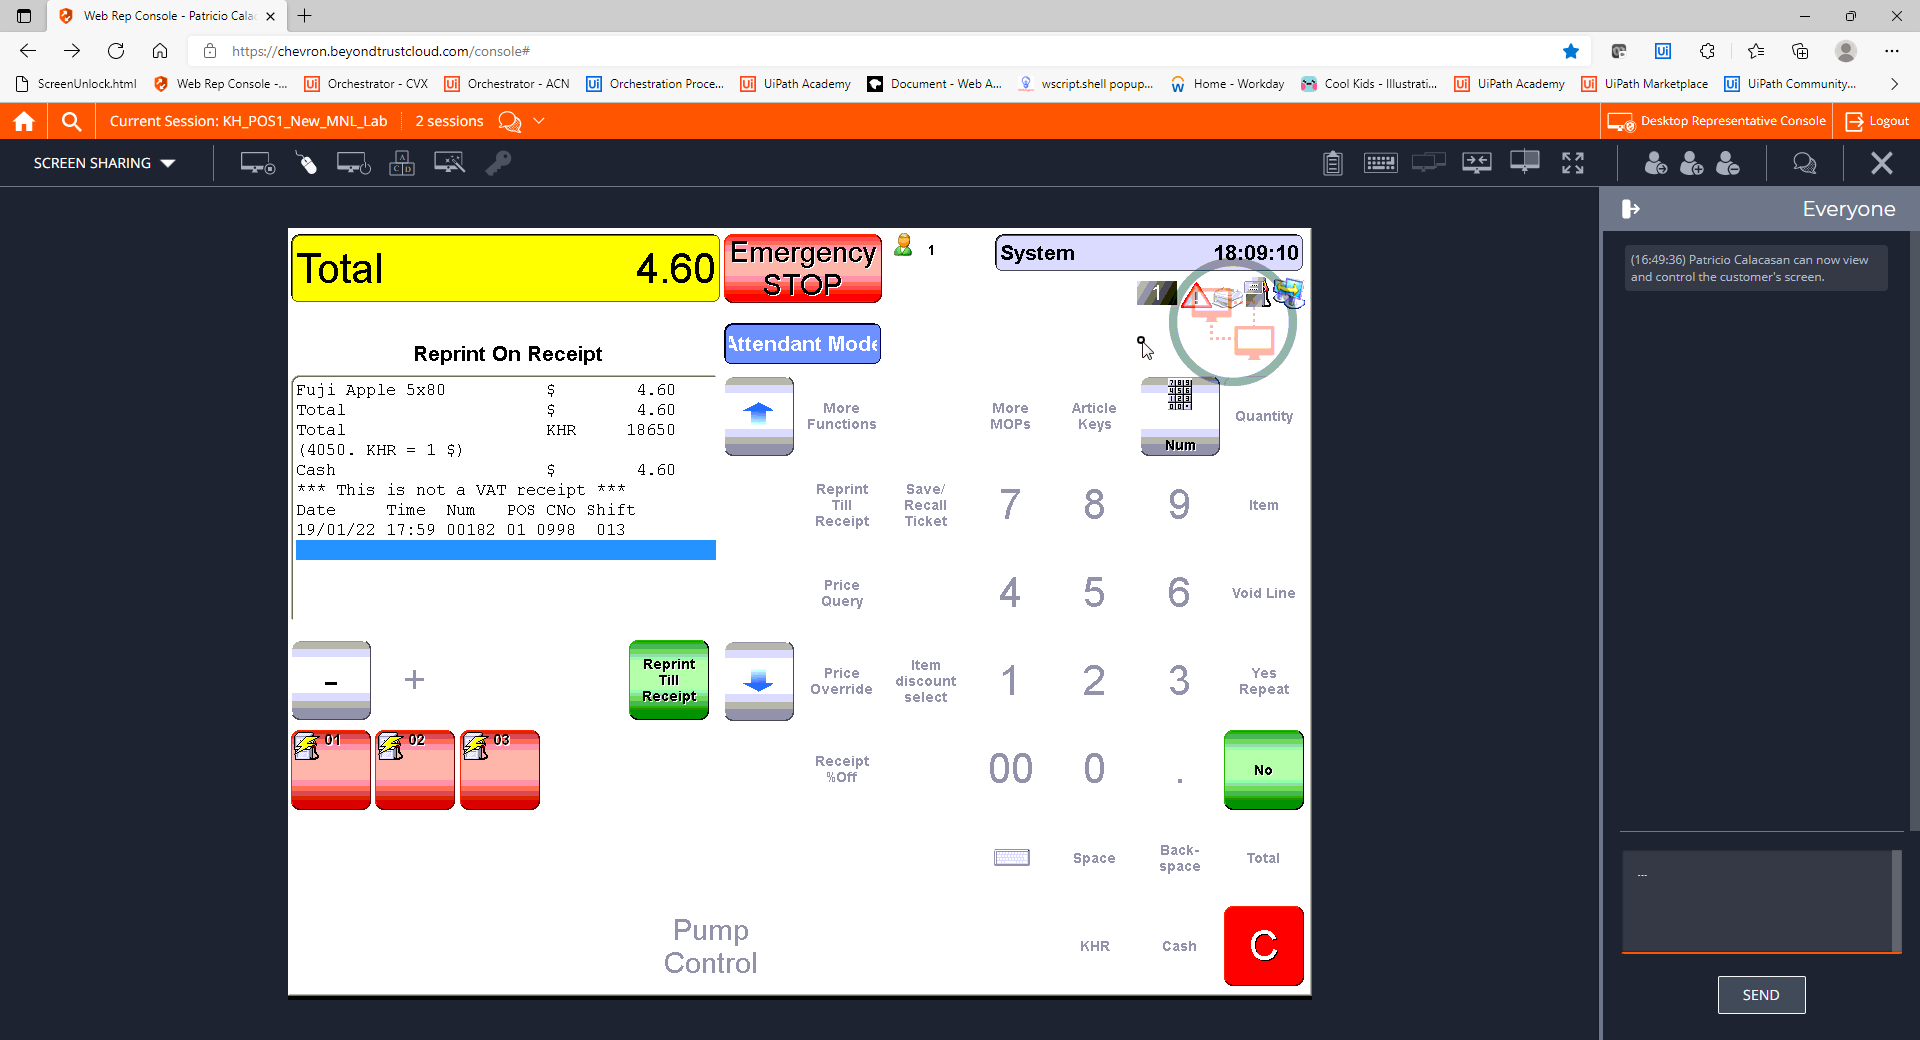 Web Rep Console - Patricio Cala
https://chevron.beyondtrustcloud.com/console#
ScreenUnlock.html
Web Rep Console -...
Orchestrator - CVX
Orchestrator - ACN
Orchestration Proce...
UiPath Academy
Document - Web A...
wscript.shell popup...
Home - Workday
Cool Kids - Illustrati...
UiPath Academy
UiPath Marketplace
UiPath Community...
Current Session: KH_POS1_New_MNL_Lab
2 sessions
Desktop Representative Console
Logout
SCREEN SHARING
Everyone
(16:49:36) Patricio Calacasan can now view
and control the customer's screen.
Total 4.60
Emergency
STOP
1
System 18:09:10
1
Attendant Mode
Reprint On Receipt
Fuji Apple 5x80 $ 4.60
Total $ 4.60
Total KHR 18650
(4050. KHR = 1 $)
Cash $ 4.60
*** This is not a VAT receipt ***
Date Time Num POS CNo Shift
19/01/22 17:59 00182 01 0998 013
More
Functions
More
MOPs
Article
Keys
Num
Quantity
Reprint
Till
Receipt
Save/
Recall
Ticket
7 8 9
Item
Price
Query
4 5 6
Void Line
- +
Reprint
Till
Receipt
Price
Override
Item
discount
select
1 2 3
Yes
Repeat
01 02 03
Receipt
%Off
00 0 .
No
Space
Back-
space
Total
Pump
Control
KHR
Cash
C
...
SEND